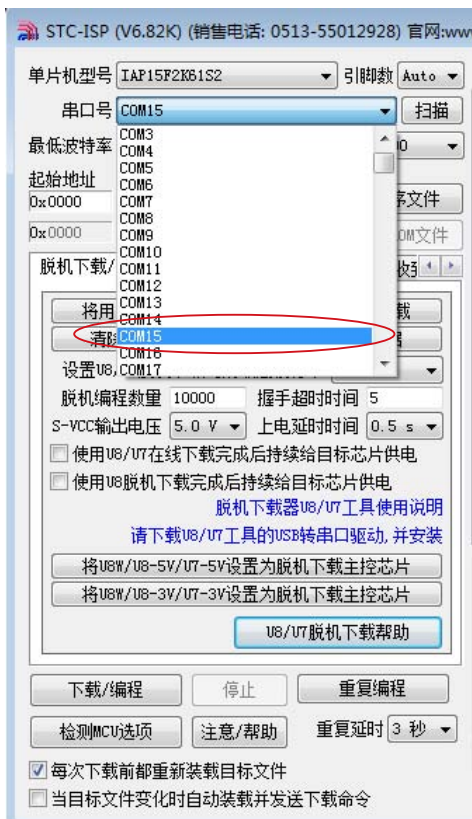 STC-ISP (V6.82K) (销售电话: 0513-55012928) 官网:www
单片机型号 IAP15F2K61S2 引脚数 Auto
串口号 COM15 扫描
最低波特率 COM3
COM4
COM5
起始地址 COM6
0x0000 COM7 序文件
COM8
0x0000 COM9 OM文件
COM10
脱机下载/ COM11 收
COM12
将用 COM13 载
COM14
清除 COM15
COM16
设置U8, COM17
脱机编程数量 10000 握手超时时间 5
S-VCC输出电压 5.0 V 上电延时时间 0.5 s
使用U8/U7在线下载完成后持续给目标芯片供电
使用U8脱机下载完成后持续给目标芯片供电
脱机下载器U8/U7工具使用说明
请下载U8/U7工具的USB转串口驱动, 并安装
将U8W/U8-5V/U7-5V设置为脱机下载主控芯片
将U8W/U8-3V/U7-3V设置为脱机下载主控芯片
U8/U7脱机下载帮助
下载/编程 停止 重复编程
检测MCU选项 注意/帮助 重复延时 3 秒
每次下载前都重新装载目标文件
当目标文件变化时自动装载并发送下载命令